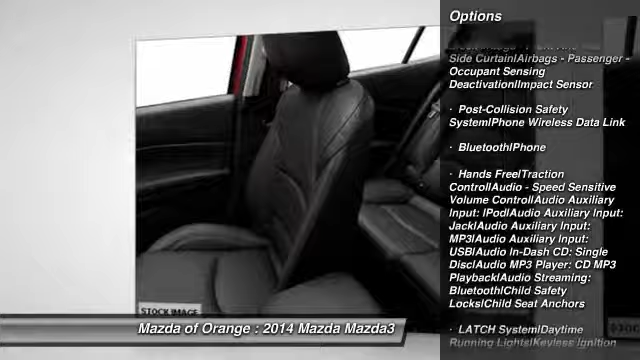 Options
Side Curtain|Airbags - Passenger -
Occupant Sensing
Deactivation|Impact Sensor
· Post-Collision Safety
System|Phone Wireless Data Link
· Bluetooth|Phone
· Hands Free|Traction
Control|Audio - Speed Sensitive
Volume Control|Audio Auxiliary
Input: IPod|Audio Auxiliary Input:
Jack|Audio Auxiliary Input:
MP3|Audio Auxiliary Input:
USB|Audio In-Dash CD: Single
Disc|Audio MP3 Player: CD MP3
Playback|Audio Streaming:
Bluetooth|Child Safety
Locks|Child Seat Anchors
· LATCH System|Daytime
Running Lights|Keyless Ignition
STOCK IMAGE
Mazda of Orange : 2014 Mazda Mazda3